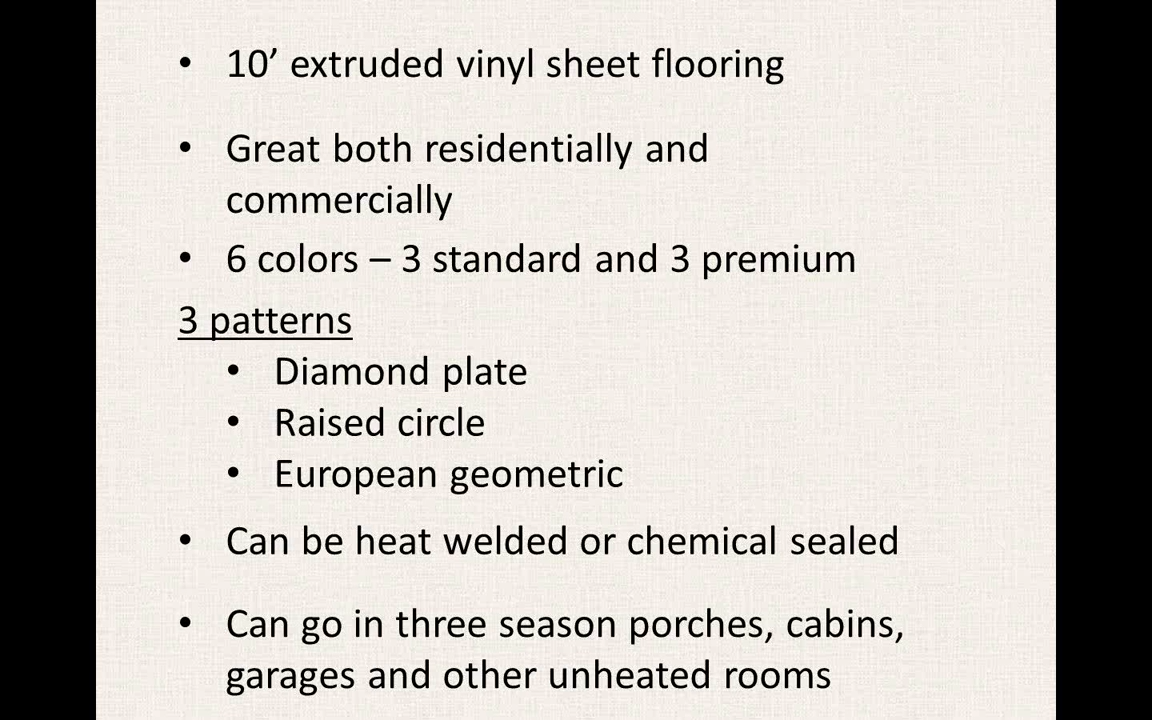 • 10’ extruded vinyl sheet flooring
• Great both residentially and
commercially
• 6 colors – 3 standard and 3 premium
3 patterns
• Diamond plate
• Raised circle
• European geometric
• Can be heat welded or chemical sealed
• Can go in three season porches, cabins,
garages and other unheated rooms